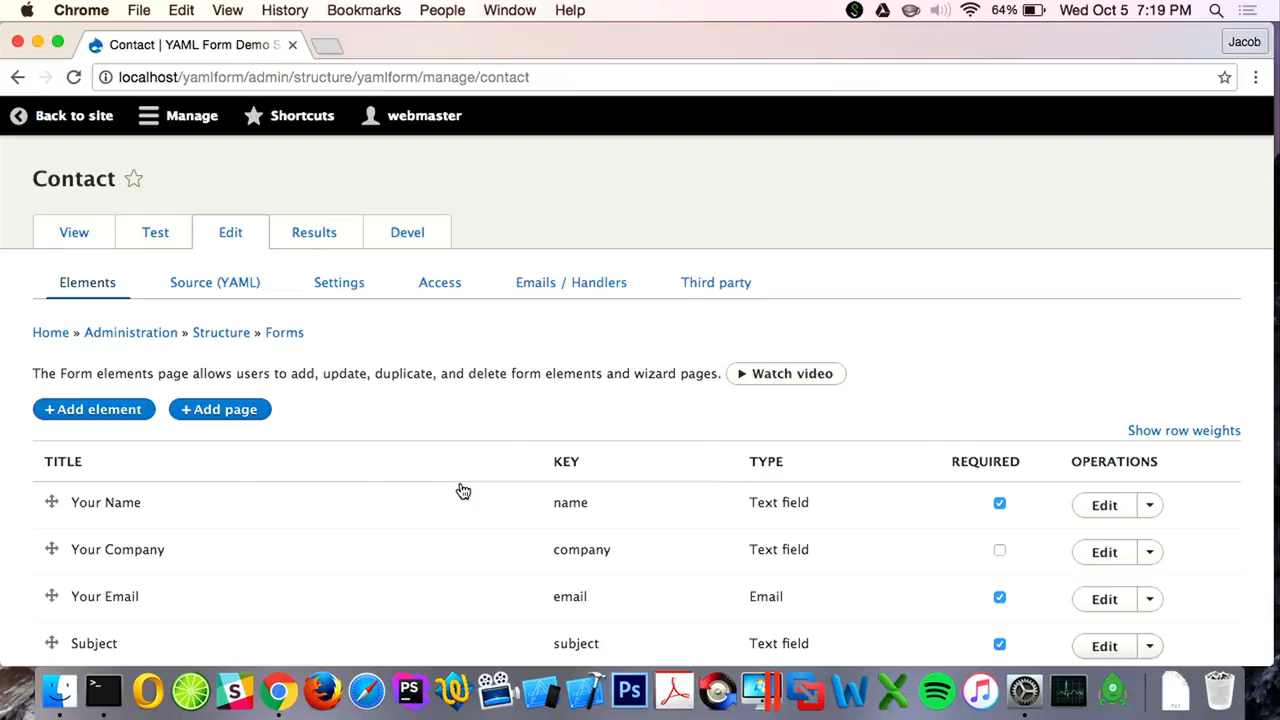 Chrome File Edit View History Bookmarks People Window Help 64% Wed Oct 5 7:19 PM
Contact | YAML Form Demo S
Jacob
localhost/yamlform/admin/structure/yamlform/manage/contact
Back to site Manage Shortcuts webmaster
Contact
View Test Edit Results Devel
Elements Source (YAML) Settings Access Emails / Handlers Third party
Home » Administration » Structure » Forms
The Form elements page allows users to add, update, duplicate, and delete form elements and wizard pages. Watch video
+ Add element + Add page
Show row weights
TITLE KEY TYPE REQUIRED OPERATIONS
Your Name name Text field Edit
Your Company company Text field Edit
Your Email email Email Edit
Subject subject Text field Edit